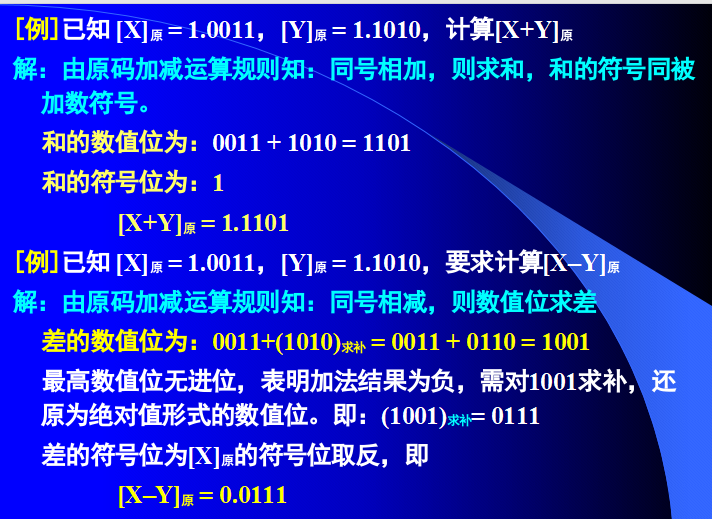 [例]已知 [X]原 = 1.0011，[Y]原 = 1.1010，计算[X+Y]原
解：由原码加减运算规则知：同号相加，则求和，和的符号同被
加数符号。
和的数值位为：0011 + 1010 = 1101
和的符号位为：1
[X+Y]原 = 1.1101
[例]已知 [X]原 = 1.0011，[Y]原 = 1.1010，要求计算[X–Y]原
解：由原码加减运算规则知：同号相减，则数值位求差
差的数值位为：0011+(1010)求补 = 0011 + 0110 = 1001
最高数值位无进位，表明加法结果为负，需对1001求补，还
原为绝对值形式的数值位。即：(1001)求补= 0111
差的符号位为[X]原的符号位取反，即
[X–Y]原 = 0.0111